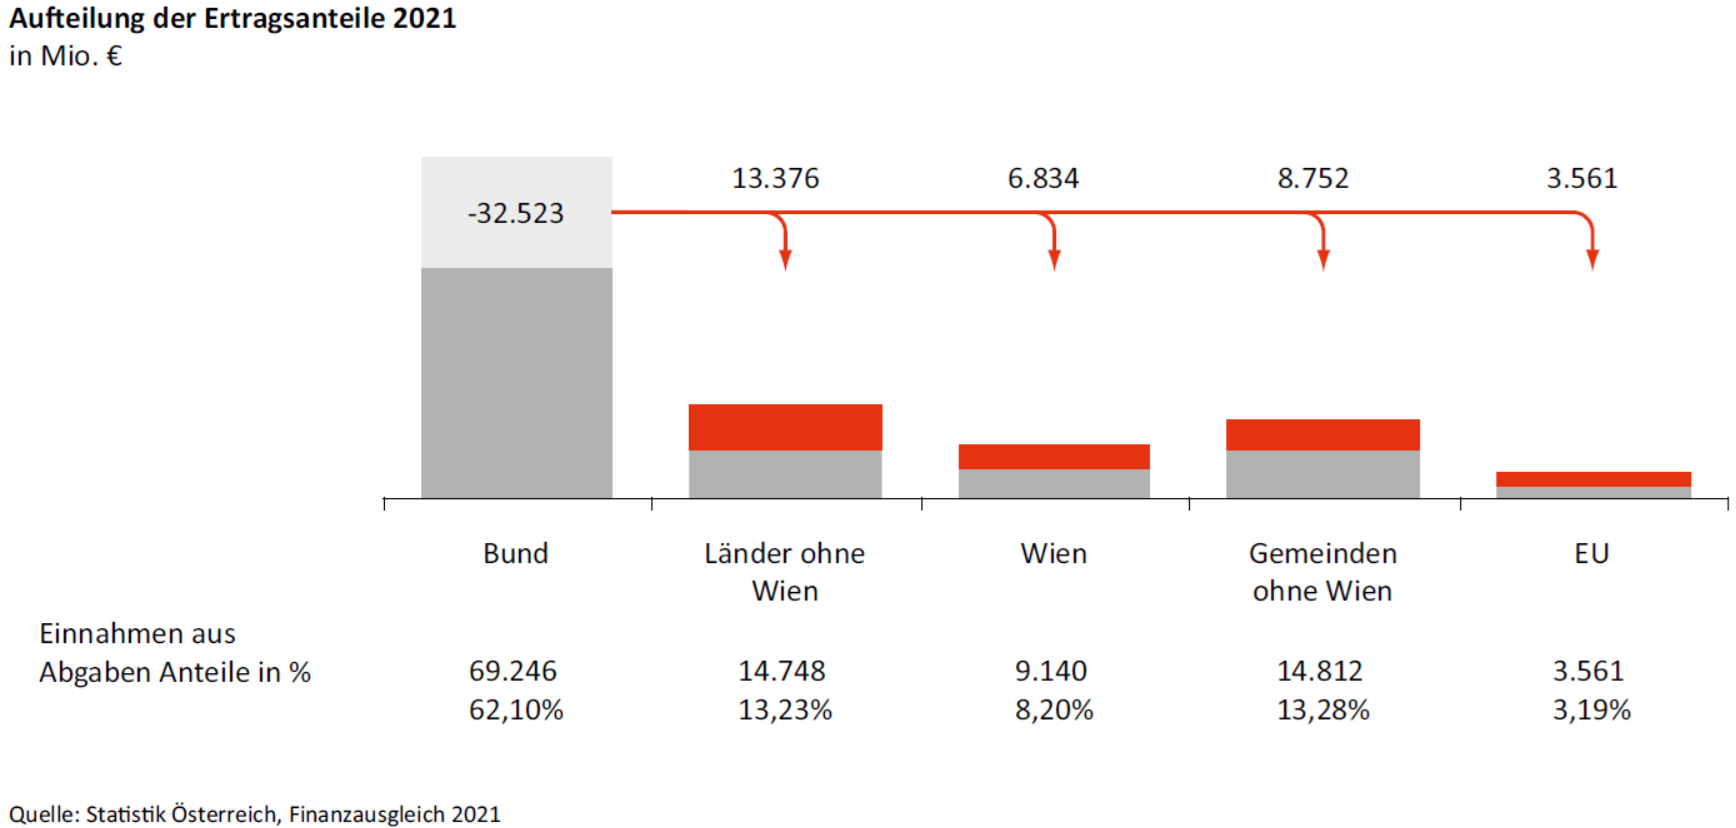 Aufteilung der Ertragsanteile 2021
in Mio. €
-32.523 13.376 6.834 8.752 3.561
Bund Länder ohne Wien Gemeinden EU
Wien ohne Wien
Einnahmen aus
Abgaben Anteile in % 69.246 14.748 9.140 14.812 3.561
62,10% 13,23% 8,20% 13,28% 3,19%
Quelle: Statistik Österreich, Finanzausgleich 2021